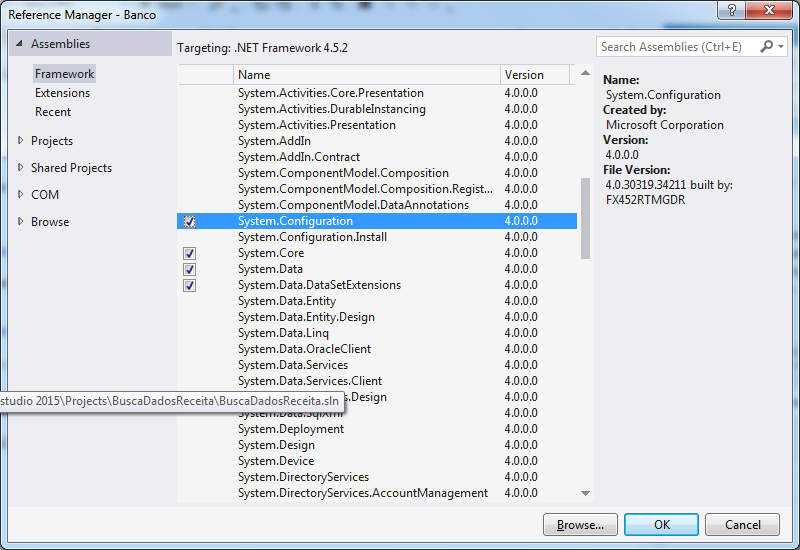 Reference Manager - Banco
Assemblies
Framework
Extensions
Recent
Projects
Shared Projects
COM
Browse
Targeting: .NET Framework 4.5.2
Search Assemblies (Ctrl+E)
Name Version
System.Activities.Core.Presentation 4.0.0.0
System.Activities.DurableInstancing 4.0.0.0
System.Activities.Presentation 4.0.0.0
System.AddIn 4.0.0.0
System.AddIn.Contract 4.0.0.0
System.ComponentModel.Composition 4.0.0.0
System.ComponentModel.Composition.Regist... 4.0.0.0
System.ComponentModel.DataAnnotations 4.0.0.0
System.Configuration 4.0.0.0
System.Configuration.Install 4.0.0.0
System.Core 4.0.0.0
System.Data 4.0.0.0
System.Data.DataSetExtensions 4.0.0.0
System.Data.Entity 4.0.0.0
System.Data.Entity.Design 4.0.0.0
System.Data.Linq 4.0.0.0
System.Data.OracleClient 4.0.0.0
System.Data.Services 4.0.0.0
System.Data.Services.Client 4.0.0.0
s.Design 4.0.0.0
studio 2015\Projects\BuscaDadosReceita\BuscaDadosReceita.sln
System.Data.SqlXml 4.0.0.0
System.Deployment 4.0.0.0
System.Design 4.0.0.0
System.Device 4.0.0.0
System.DirectoryServices 4.0.0.0
System.DirectoryServices.AccountManagement 4.0.0.0
Name:
System.Configuration
Created by:
Microsoft Corporation
Version:
4.0.0.0
File Version:
4.0.30319.34211 built by:
FX452RTMGDR
Browse... OK Cancel